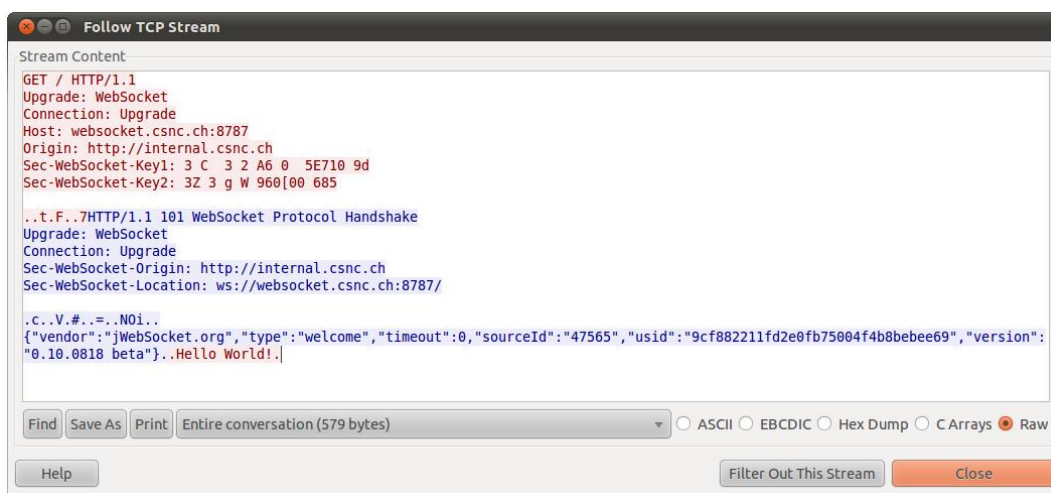 Follow TCP Stream
Stream Content
GET / HTTP/1.1
Upgrade: WebSocket
Connection: Upgrade
Host: websocket.csnc.ch:8787
Origin: http://internal.csnc.ch
Sec-WebSocket-Key1: 3 C  3 2 A6 0  5E710 9d
Sec-WebSocket-Key2: 3Z 3 g W 960[00 685
..t.F..7HTTP/1.1 101 WebSocket Protocol Handshake
Upgrade: WebSocket
Connection: Upgrade
Sec-WebSocket-Origin: http://internal.csnc.ch
Sec-WebSocket-Location: ws://websocket.csnc.ch:8787/
.c..V.#..=..NOi..
{"vendor":"jWebSocket.org","type":"welcome","timeout":0,"sourceId":"47565","usid":"9cf882211fd2e0fb75004f4b8bebee69","version":
"0.10.0818 beta"}..Hello World!.
Find Save As Print Entire conversation (579 bytes) ASCII EBCDIC Hex Dump C Arrays Raw
Help Filter Out This Stream Close